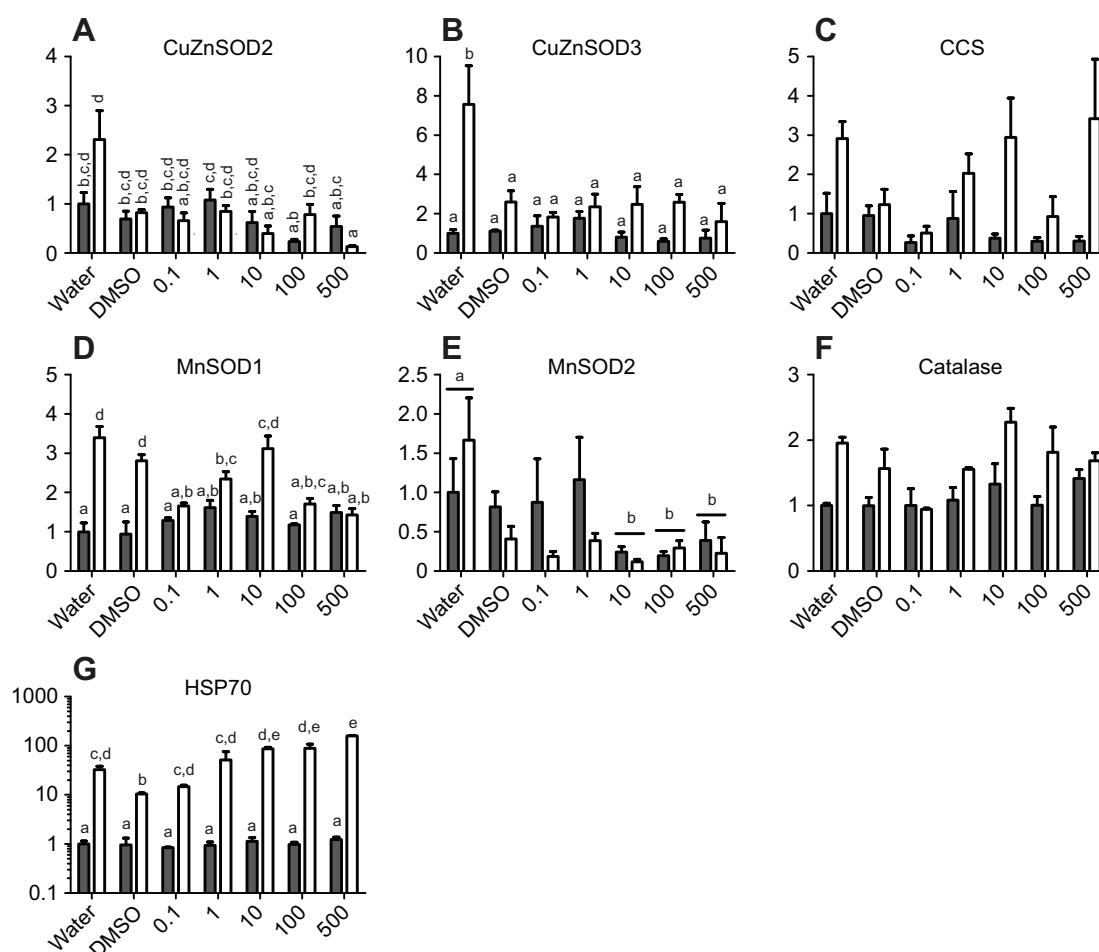 A B C
CuZnSOD2 CuZnSOD3 CCS
4
3
2
1
0
b,c,d d b,c,d b,c,d b,c,d a,b,c,d c,d b,c,d a,b,c,d a,b,c a,b b,c,d a,b,c a
Water DMSO 0.1 1 10 100 500
10
8
6
4
2
0
a b a a a a a a a a a a a a
Water DMSO 0.1 1 10 100 500
5
4
3
2
1
0
Water DMSO 0.1 1 10 100 500
D E F
MnSOD1 MnSOD2 Catalase
5
4
3
2
1
0
a d a d a a,b a,b b,c a,b c,d a a,b,c a,b a,b
Water DMSO 0.1 1 10 100 500
2.5
2.0
1.5
1.0
0.5
0
a b b b
Water DMSO 0.1 1 10 100 500
3
2
1
0
Water DMSO 0.1 1 10 100 500
G
HSP70
1000
100
10
1
0.1
a c,d a b a c,d a c,d a d,e a d,e a e
Water DMSO 0.1 1 10 100 500